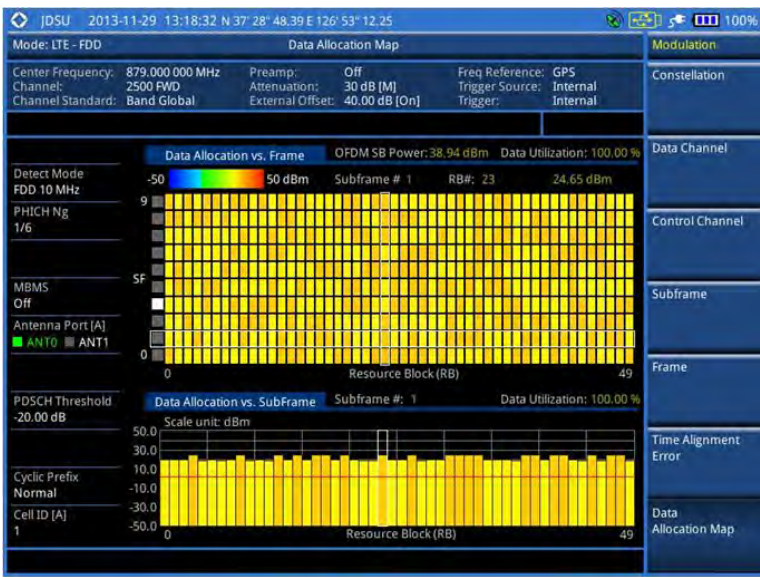 JDSU 2013-11-29 13:18:32 N 37° 28" 48.39 E 126° 53" 12.25 100%
Mode: LTE - FDD Data Allocation Map Modulation
Center Frequency: 879.000 000 MHz Preamp: Off Freq Reference: GPS
Channel: 2500 FWD Attenuation: 30 dB [M] Trigger Source: Internal
Channel Standard: Band Global External Offset: 40.00 dB [On] Trigger: Internal
Constellation
Data Channel
Control Channel
Subframe
Frame
Time Alignment
Error
Data
Allocation Map
Detect Mode
FDD 10 MHz
PHICH Ng
1/6
MBMS
Off
Antenna Port [A]
ANT0 ANT1
PDSCH Threshold
-20.00 dB
Cyclic Prefix
Normal
Cell ID [A]
1
Data Allocation vs. Frame OFDM SB Power: 38.94 dBm Data Utilization: 100.00 %
-50 50 dBm Subframe # 1 RB#: 23 24.65 dBm
9
SF
0
0 Resource Block (RB) 49
Data Allocation vs. SubFrame Subframe #: 1 Data Utilization: 100.00 %
Scale unit: dBm
50.0
30.0
10.0
-10.0
-30.0
-50.0
0 Resource Block (RB) 49